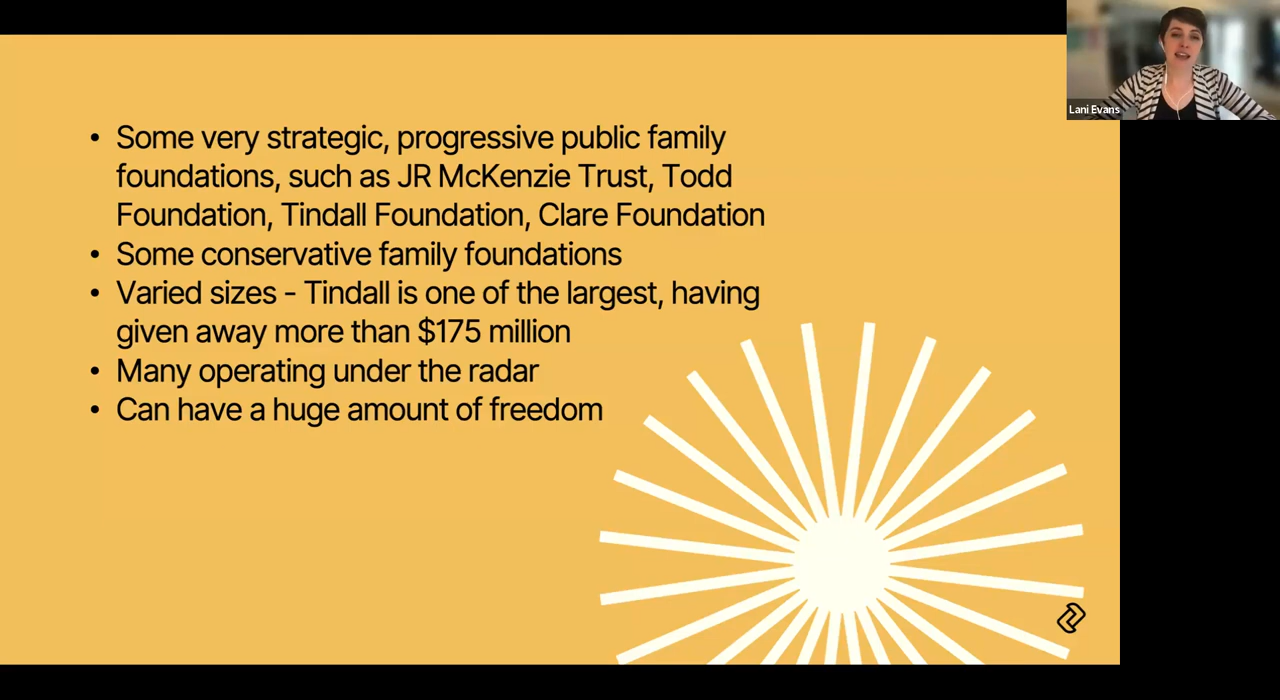 • Some very strategic, progressive public family
foundations, such as JR McKenzie Trust, Todd
Foundation, Tindall Foundation, Clare Foundation
• Some conservative family foundations
• Varied sizes - Tindall is one of the largest, having
given away more than $175 million
• Many operating under the radar
• Can have a huge amount of freedom
Lani Evans